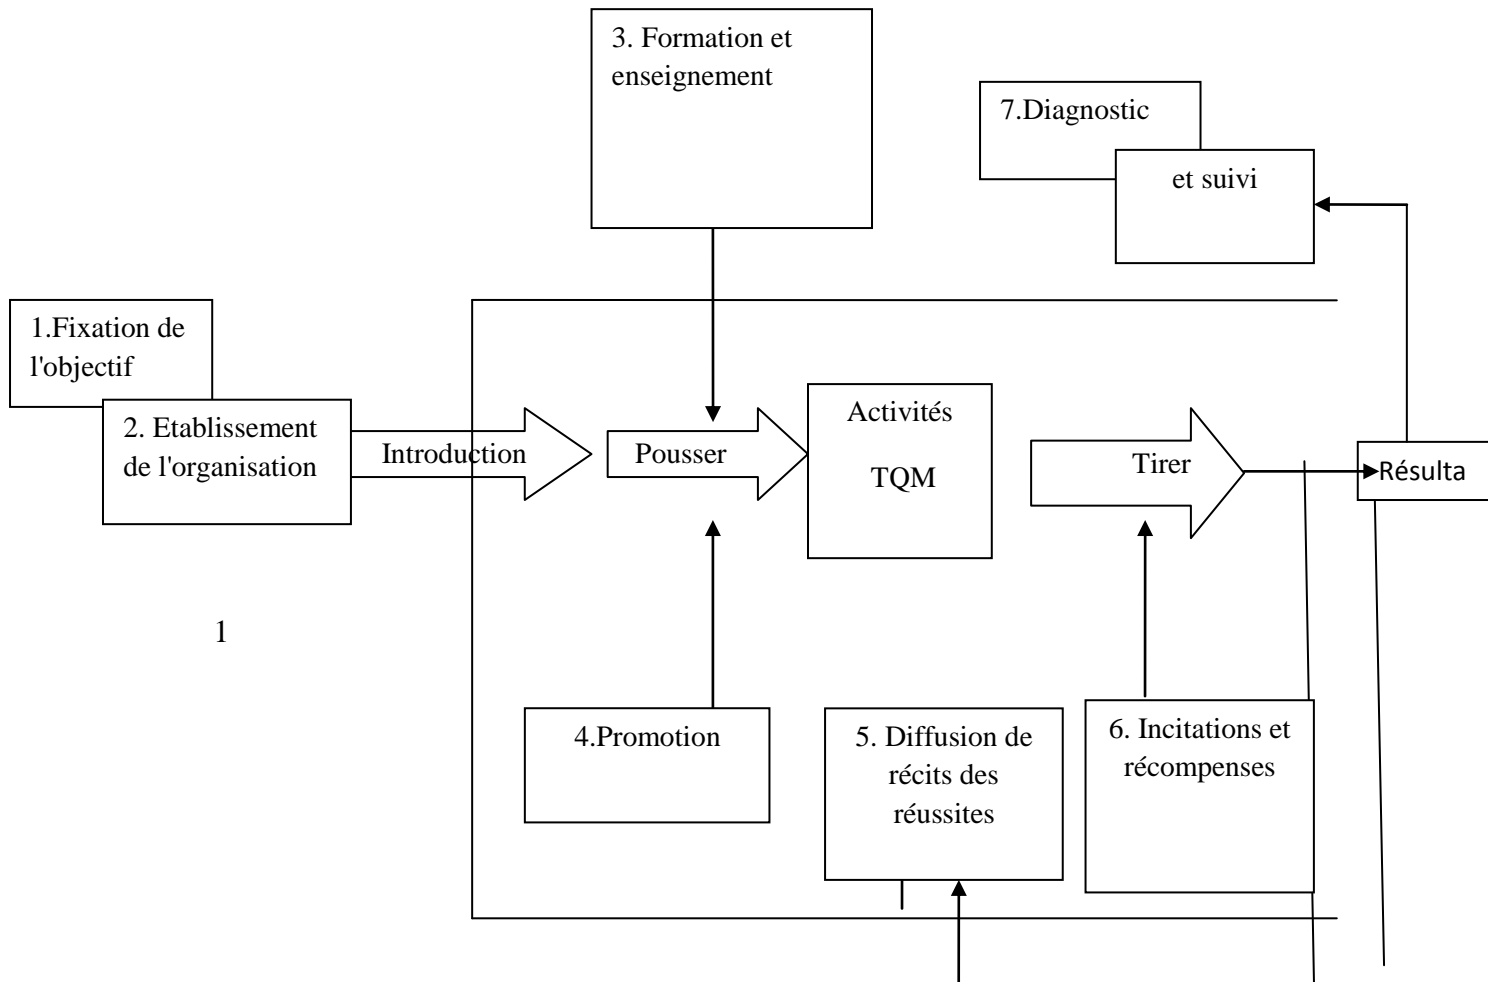 3. Formation et
enseignement
7.Diagnostic
et suivi
1.Fixation de
l'objectif
2. Etablissement
de l'organisation
Introduction
Pousser
Activités
TQM
Tirer
Résulta
1
4.Promotion
5. Diffusion de
récits des
réussites
6. Incitations et
récompenses